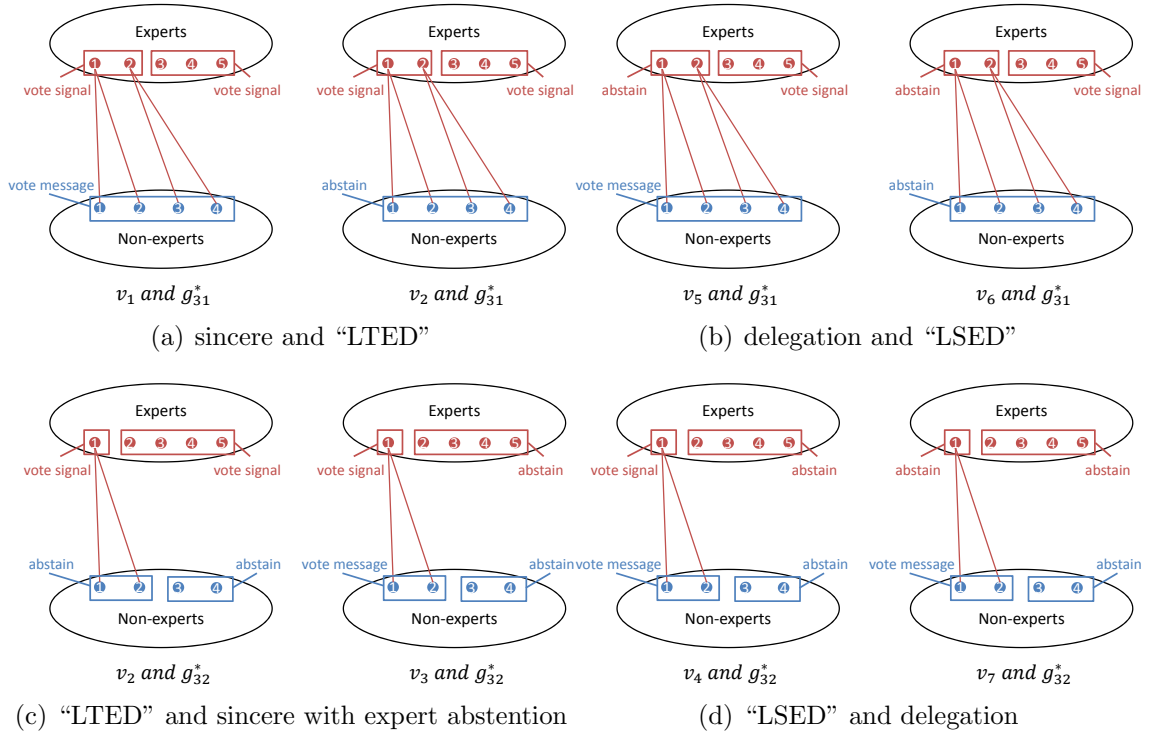 Experts Experts Experts Experts
1 2 3 4 5 1 2 3 4 5 1 2 3 4 5 1 2 3 4 5
vote signal vote signal vote signal vote signal abstain vote signal abstain vote signal
vote message abstain vote message abstain
1 2 3 4 1 2 3 4 1 2 3 4 1 2 3 4
Non-experts Non-experts Non-experts Non-experts
v₁ and g*₃₁ v₂ and g*₃₁ v₅ and g*₃₁ v₆ and g*₃₁
(a) sincere and “LTED” (b) delegation and “LSED”
Experts Experts Experts Experts
1 2 3 4 5 1 2 3 4 5 1 2 3 4 5 1 2 3 4 5
vote signal vote signal vote signal abstain vote signal abstain abstain abstain
abstain abstain vote message abstain vote message abstain vote message abstain
1 2 3 4 1 2 3 4 1 2 3 4 1 2 3 4
Non-experts Non-experts Non-experts Non-experts
v₂ and g*₃₂ v₃ and g*₃₂ v₄ and g*₃₂ v₇ and g*₃₂
(c) “LTED” and sincere with expert abstention (d) “LSED” and delegation